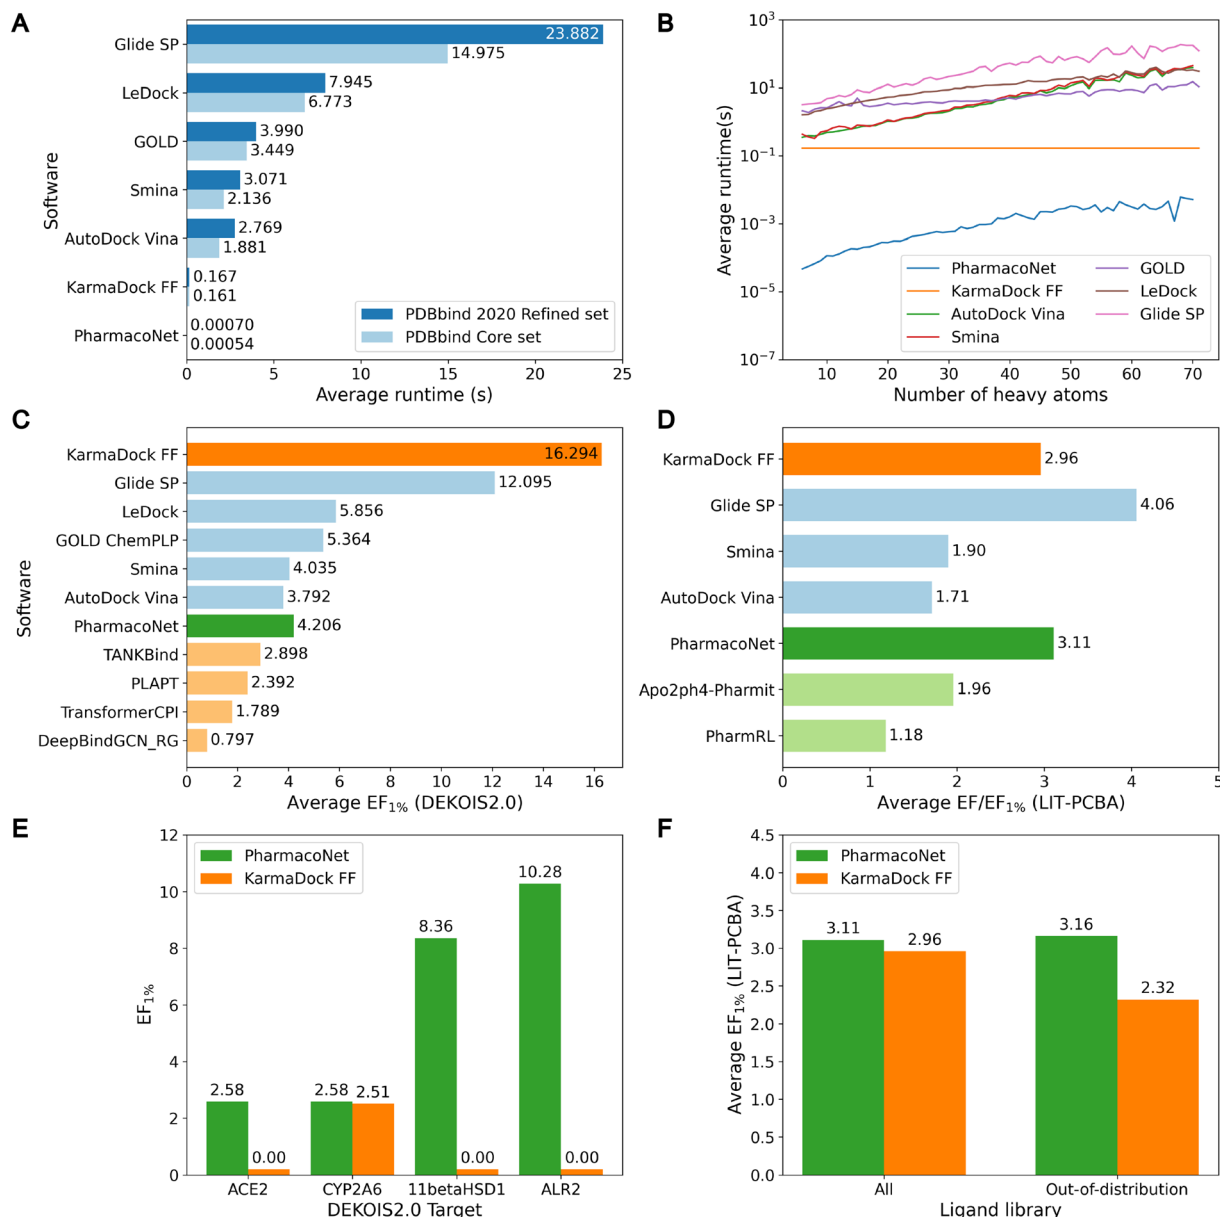 A
Software
Glide SP
23.882
14.975
LeDock
7.945
6.773
GOLD
3.990
3.449
Smina
3.071
2.136
AutoDock Vina
2.769
1.881
KarmaDock FF
0.167
0.161
PharmacoNet
0.00070
0.00054
PDBbind 2020 Refined set
PDBbind Core set
0 5 10 15 20 25
Average runtime (s)
B
Average runtime(s)
10³
10¹
10⁻¹
10⁻³
10⁻⁵
10⁻⁷
PharmacoNet
KarmaDock FF
AutoDock Vina
Smina
GOLD
LeDock
Glide SP
10 20 30 40 50 60 70
Number of heavy atoms
C
Software
KarmaDock FF 16.294
Glide SP 12.095
LeDock 5.856
GOLD ChemPLP 5.364
Smina 4.035
AutoDock Vina 3.792
PharmacoNet 4.206
TANKBind 2.898
PLAPT 2.392
TransformerCPI 1.789
DeepBindGCN_RG 0.797
0 2 4 6 8 10 12 14 16
Average EF1% (DEKOIS2.0)
D
KarmaDock FF 2.96
Glide SP 4.06
Smina 1.90
AutoDock Vina 1.71
PharmacoNet 3.11
Apo2ph4-Pharmit 1.96
PharmRL 1.18
0 1 2 3 4 5
Average EF/EF1% (LIT-PCBA)
E
EF1%
12
10
8
6
4
2
0
PharmacoNet
KarmaDock FF
2.58 0.00
2.58 2.51
8.36 0.00
10.28 0.00
ACE2 CYP2A6 11betaHSD1 ALR2
DEKOIS2.0 Target
F
Average EF1% (LIT-PCBA)
4.5
4.0
3.5
3.0
2.5
2.0
1.5
1.0
0.5
0.0
PharmacoNet
KarmaDock FF
3.11 2.96
3.16 2.32
All Out-of-distribution
Ligand library